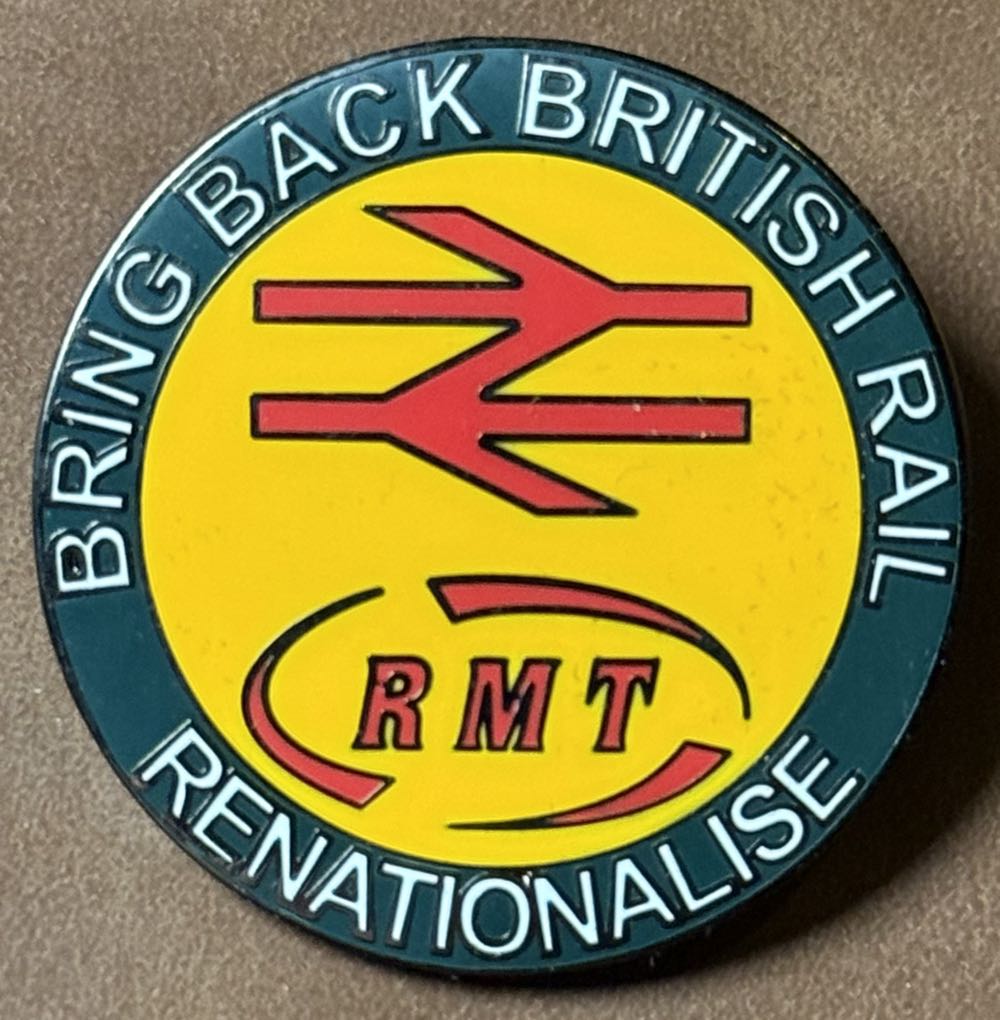 BRING BACK BRITISH RAIL
RMT
RENATIONALISE